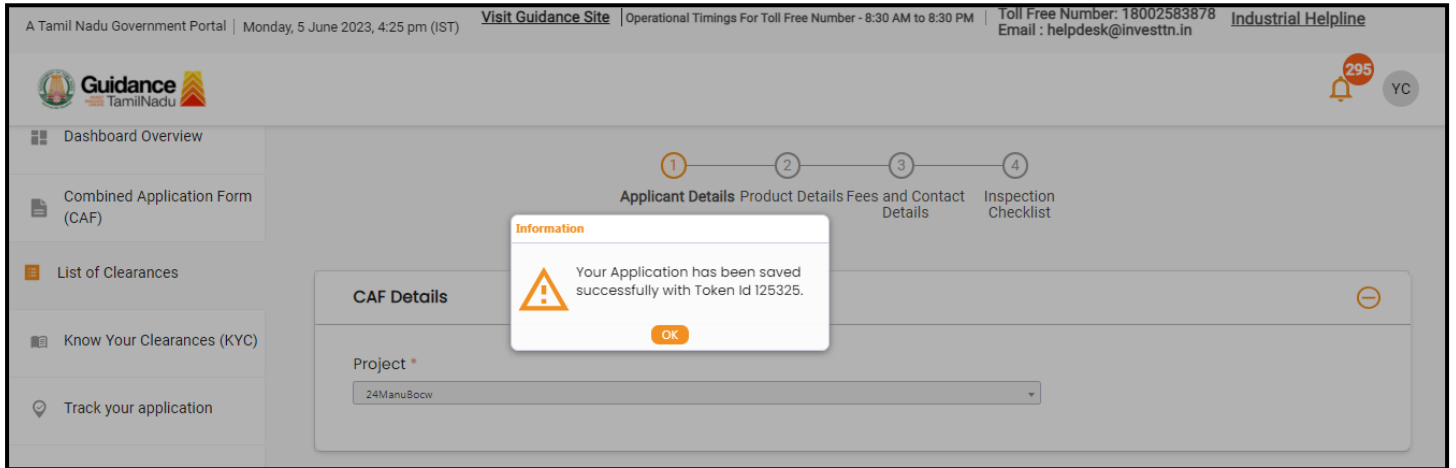 A Tamil Nadu Government Portal | Monday, 5 June 2023, 4:25 pm (IST)
Visit Guidance Site | Operational Timings For Toll Free Number - 8:30 AM to 8:30 PM | Toll Free Number: 18002583878
Email : helpdesk@investtn.in
Industrial Helpline
Guidance
TamilNadu
295
YC
Dashboard Overview
Combined Application Form
(CAF)
List of Clearances
Know Your Clearances (KYC)
Track your application
1 2 3 4
Applicant Details Product Details Fees and Contact Inspection
Details Checklist
Information
Your Application has been saved
successfully with Token Id 125325.
OK
CAF Details
Project *
24ManuBocw